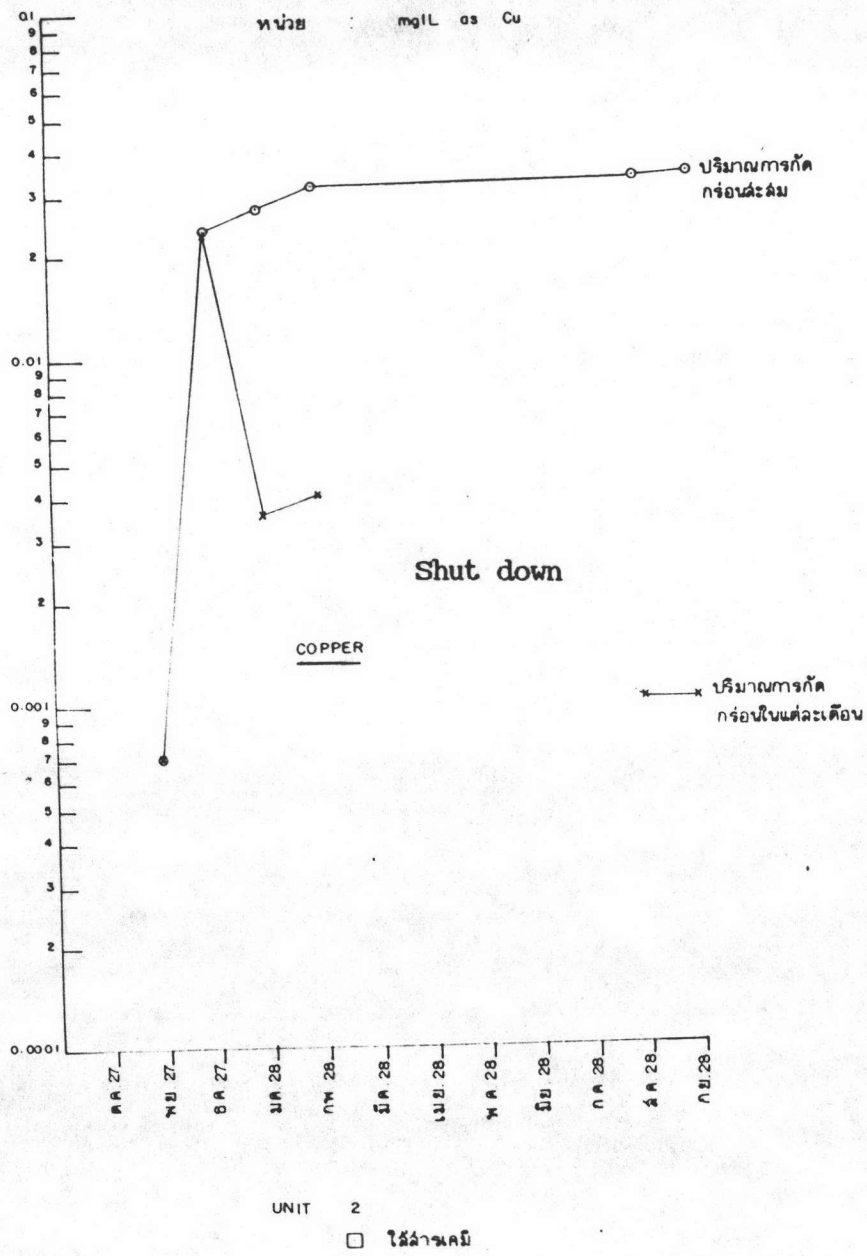 หน่วย : mg/L as Cu
0.1
9
8
7
6
5
4
3
2
0.01
9
8
7
6
5
4
3
2
0.001
9
8
7
6
5
4
3
2
0.0001
ปริมาณการกัด
กร่อนสะสม
Shut down
COPPER
ปริมาณการกัด
กร่อนในแต่ละเดือน
ต.ค.27
พ.ย.27
ธ.ค.27
ม.ค.28
ก.พ.28
มี.ค.28
เม.ย.28
พ.ค.28
มิ.ย.28
ก.ค.28
ส.ค.28
ก.ย.28
UNIT 2
ใส่สารเคมี